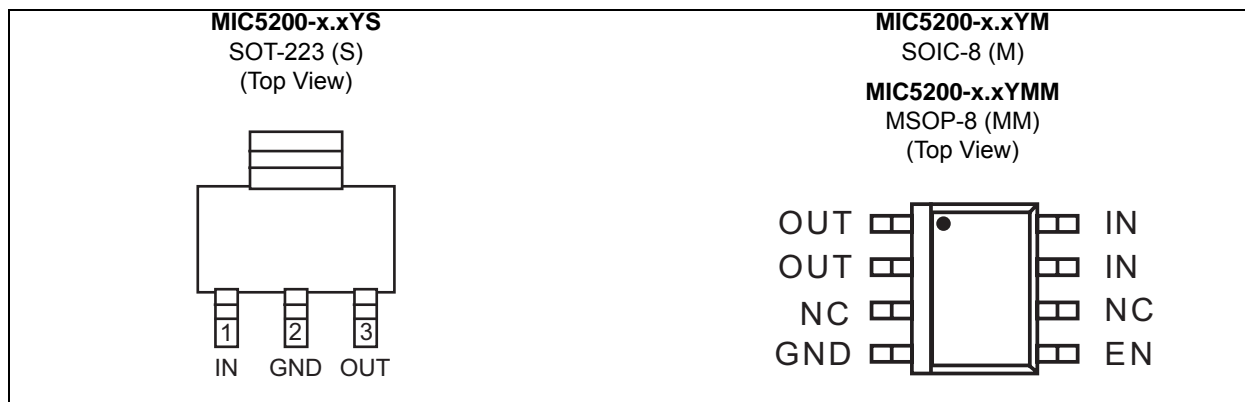 MIC5200-x.xYS
SOT-223 (S)
(Top View)
1 2 3
IN GND OUT
MIC5200-x.xYM
SOIC-8 (M)
MIC5200-x.xYMM
MSOP-8 (MM)
(Top View)
OUT IN
OUT IN
NC NC
GND EN